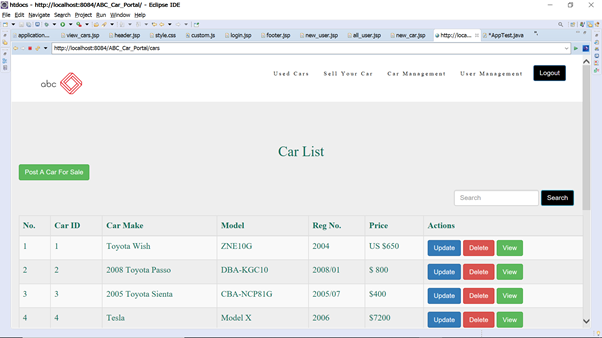 htdocs - http://localhost:8084/ABC_Car_Portal/ - Eclipse IDE
File Edit Navigate Search Project Run Window Help
application... view_cars.jsp header.jsp style.css custom.js login.jsp footer.jsp new_user.jsp all_user.jsp new_car.jsp http://loca... *AppTest.java
http://localhost:8084/ABC_Car_Portal/cars
abc Used Cars Sell Your Car Car Management User Management Logout
Car List
Post A Car For Sale
Search Search
No. Car ID Car Make Model Reg No. Price Actions
1 1 Toyota Wish ZNE10G 2004 US $650 Update Delete View
2 2 2008 Toyota Passo DBA-KGC10 2008/01 $ 800 Update Delete View
3 3 2005 Toyota Sienta CBA-NCP81G 2005/07 $400 Update Delete View
4 4 Tesla Model X 2006 $7200 Update Delete View